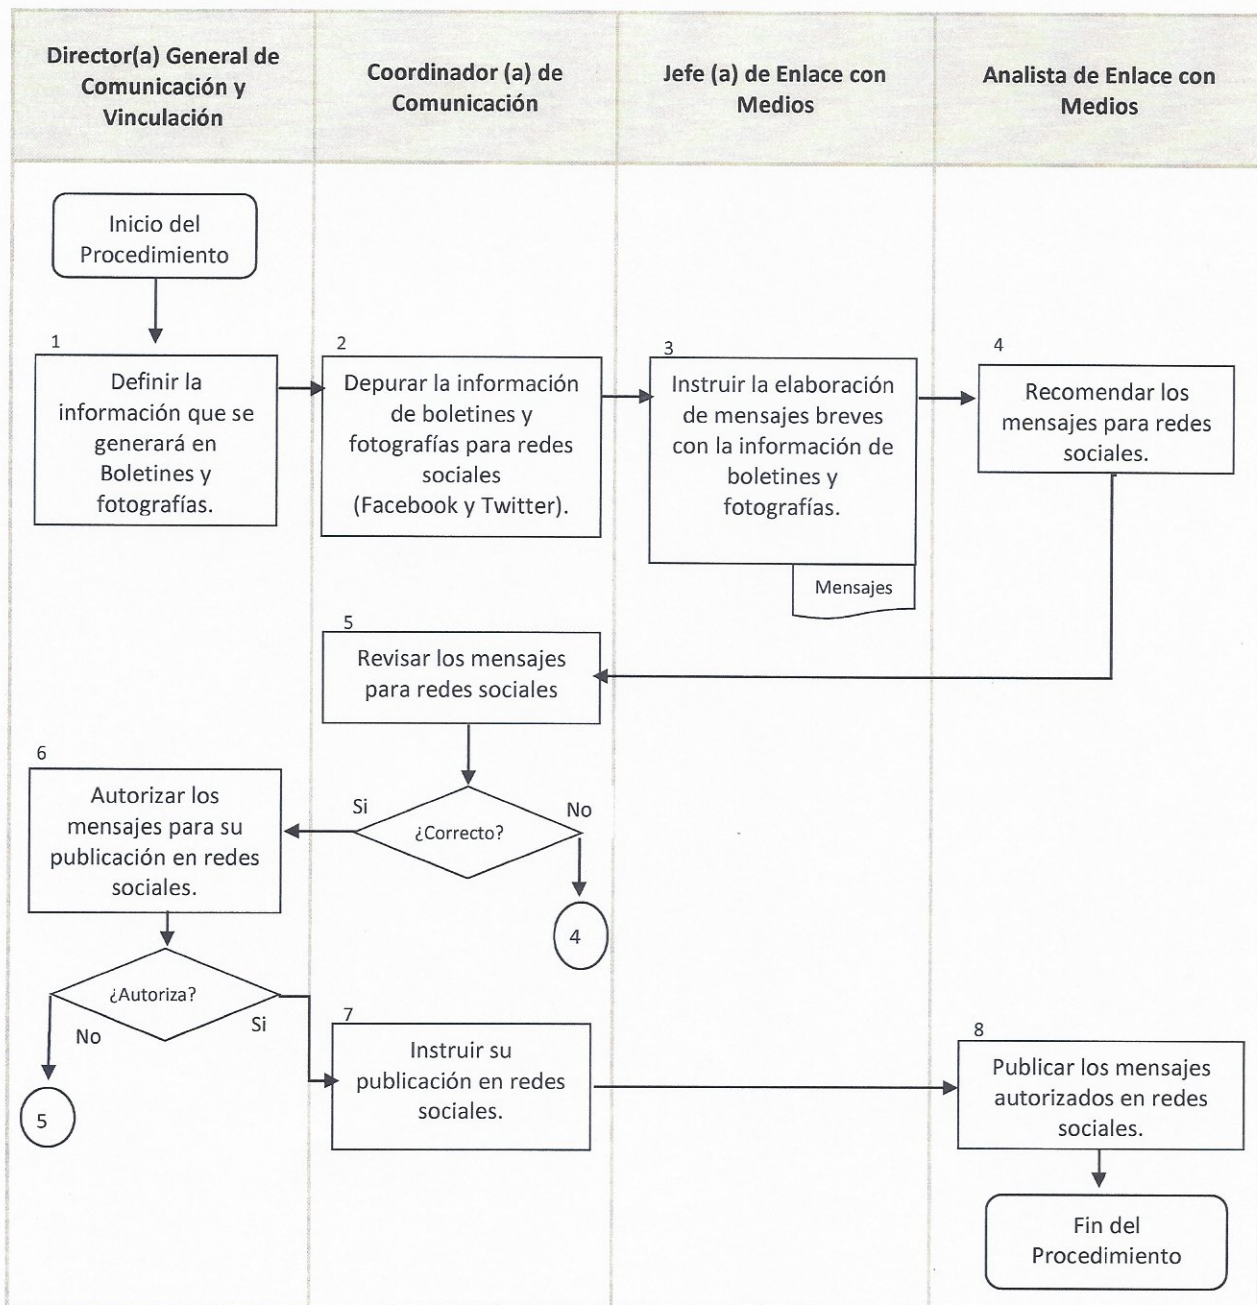 Director(a) General de
Comunicación y
Vinculación
Coordinador (a) de
Comunicación
Jefe (a) de Enlace con
Medios
Analista de Enlace con
Medios
Inicio del
Procedimiento
1
Definir la
información que se
generará en
Boletines y
fotografías.
2
Depurar la información
de boletines y
fotografías para redes
sociales
(Facebook y Twitter).
3
Instruir la elaboración
de mensajes breves
con la información de
boletines y
fotografías.
Mensajes
4
Recomendar los
mensajes para redes
sociales.
5
Revisar los mensajes
para redes sociales
¿Correcto?
Si
No
4
6
Autorizar los
mensajes para su
publicación en redes
sociales.
¿Autoriza?
No
Si
5
7
Instruir su
publicación en redes
sociales.
8
Publicar los mensajes
autorizados en redes
sociales.
Fin del
Procedimiento